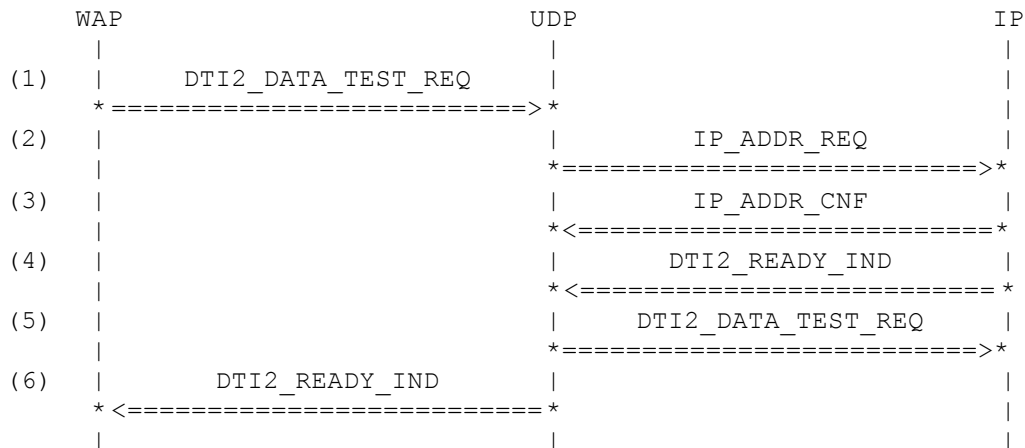 WAP UDP IP
| | |
(1) | DTI2_DATA_TEST_REQ | |
*==========================>* |
(2) | | IP_ADDR_REQ |
| *==========================>*
(3) | | IP_ADDR_CNF |
| *<==========================*
(4) | | DTI2_READY_IND |
| *<==========================*
(5) | | DTI2_DATA_TEST_REQ |
| *==========================>*
(6) | DTI2_READY_IND | |
*<==========================* |
| | |